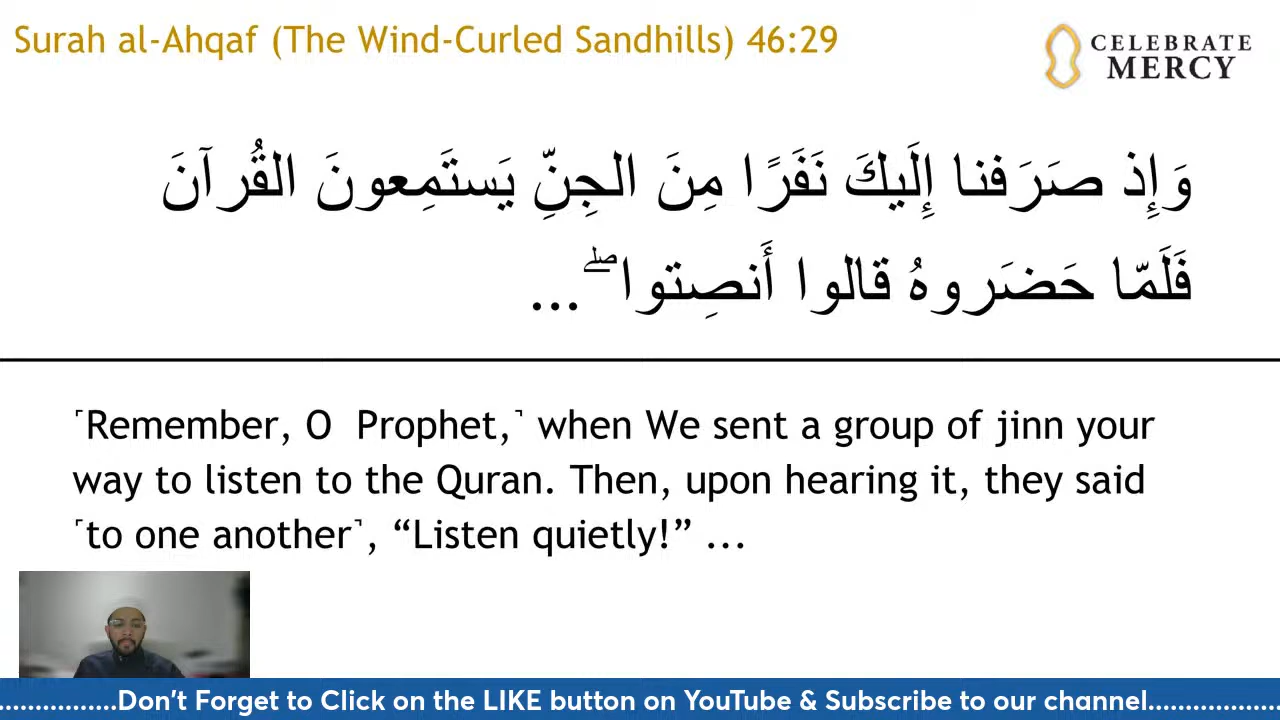 Surah al-Ahqaf (The Wind-Curled Sandhills) 46:29
CELEBRATE
MERCY
وَإِذ صَرَفنا إِلَيكَ نَفَرًا مِنَ الجِنِّ يَستَمِعونَ القُرآنَ
فَلَمّا حَضَروهُ قالوا أَنصِتوا ۖ ...
˹Remember, O Prophet,˺ when We sent a group of jinn your
way to listen to the Quran. Then, upon hearing it, they said
˹to one another˺, “Listen quietly!” ...
................Don’t Forget to Click on the LIKE button on YouTube & Subscribe to our channel...................